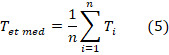 T_{et med} = \frac{1}{n} \sum_{i=1}^{n} T_i (5)